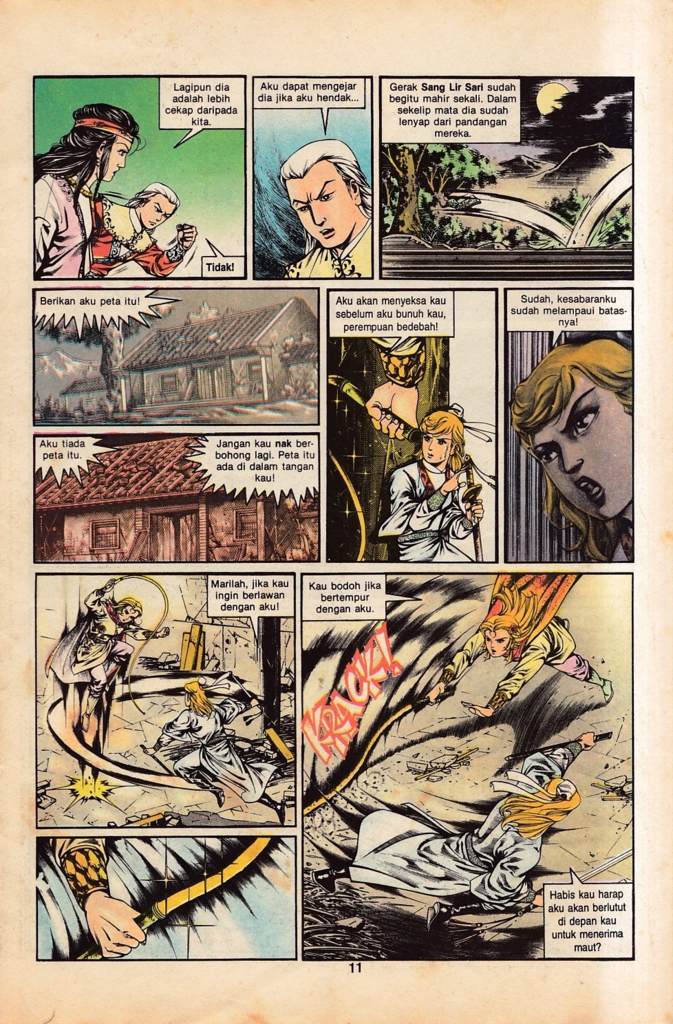 Lagipun dia
adalah lebih
cekap daripada
kita.
Tidak!
Aku dapat mengejar
dia jika aku hendak...
Gerak Sang Lir Sari sudah
begitu mahir sekali. Dalam
sekelip mata dia sudah
lenyap dari pandangan
mereka.
Berikan aku peta itu!
Aku tiada
peta itu.
Jangan kau nak ber-
bohong lagi. Peta itu
ada di dalam tangan
kau!
Aku akan menyeksa kau
sebelum aku bunuh kau,
perempuan bedebah!
Sudah, kesabaranku
sudah melampaui batas-
nya!
Marilah, jika kau
ingin berlawan
dengan aku!
Kau bodoh jika
bertempur
dengan aku.
KRACK!
Habis kau harap
aku akan berlutut
di depan kau
untuk menerima
maut?
11